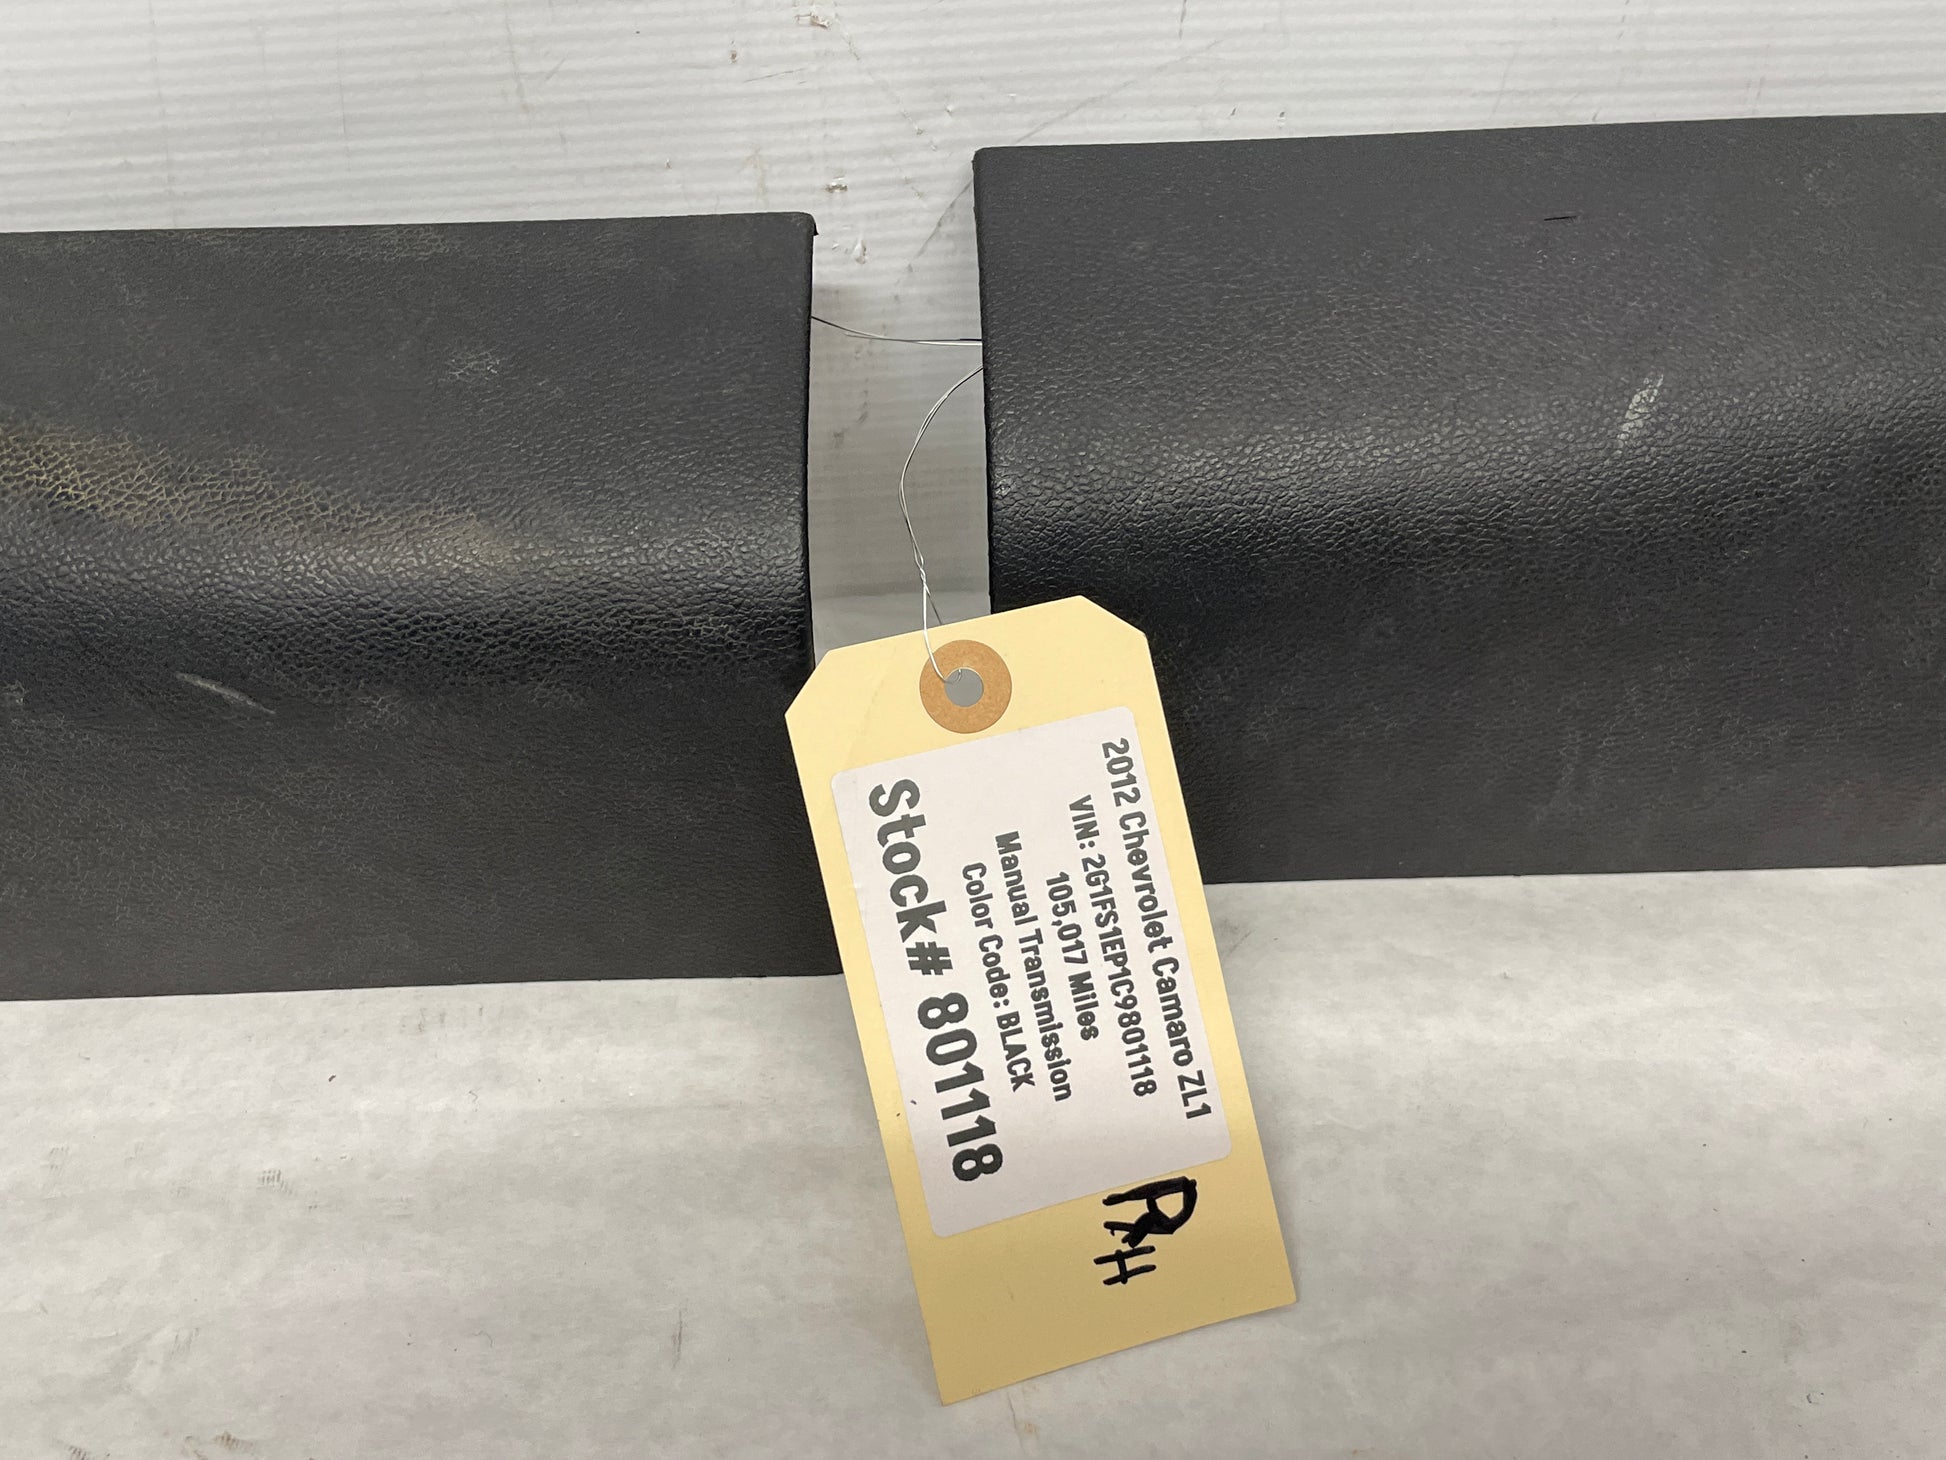 2012 Chevrolet Camaro ZL1
VIN: 2G1FS1EP1C9801118
105,017 Miles
Manual Transmission
Color Code: BLACK
Stock# 801118
RH